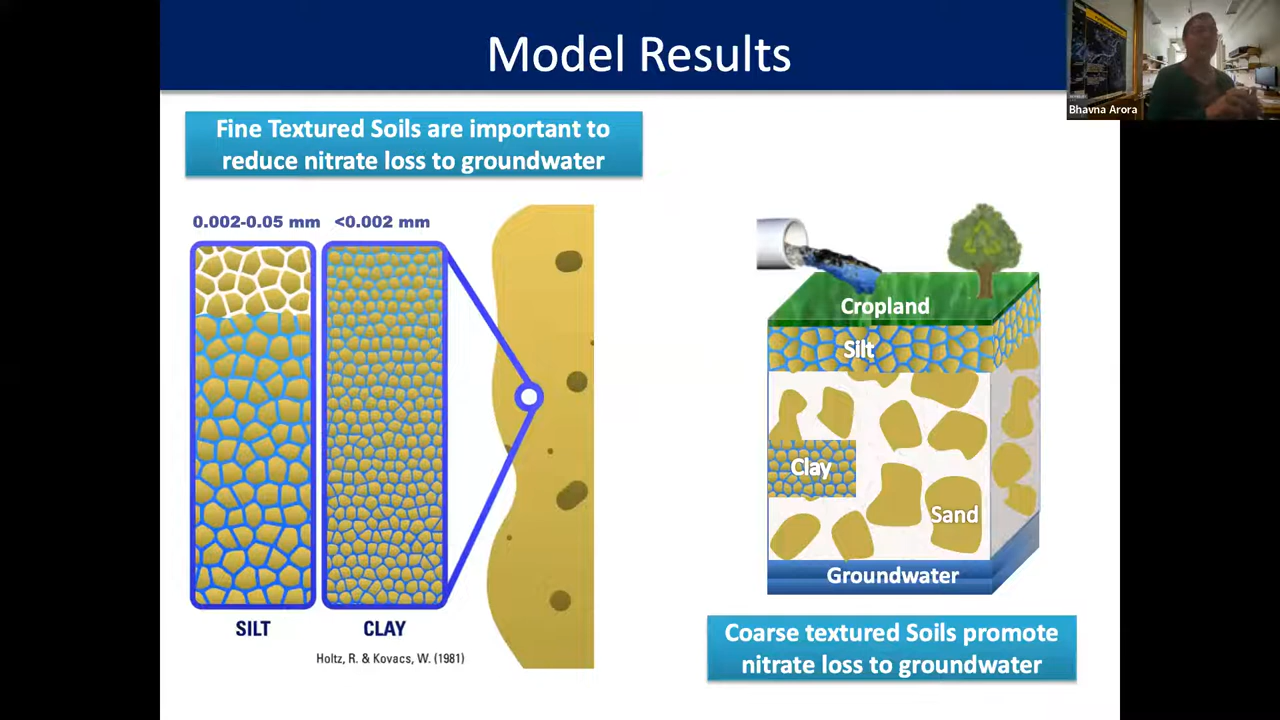 Model Results
Bhavna Arora
Fine Textured Soils are important to
reduce nitrate loss to groundwater
0.002-0.05 mm
<0.002 mm
SILT
CLAY
Holtz, R. & Kovacs, W. (1981)
Cropland
Silt
Clay
Sand
Groundwater
Coarse textured Soils promote
nitrate loss to groundwater